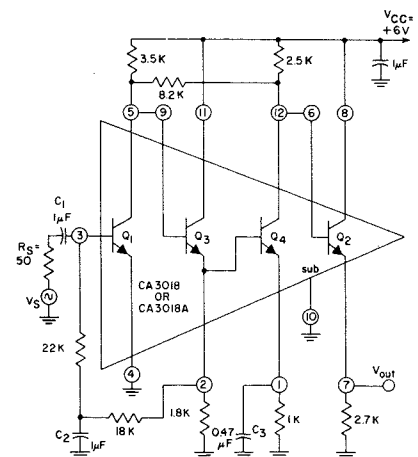 VCC=
+6V
3.5K
2.5K
1μF
8.2K
5
9
11
12
6
8
C1
1μF
3
Q1
Q3
Q4
Q2
RS=
50
VS
CA3018
OR
CA3018A
sub
10
4
22K
2
1
7
Vout
18K
1.8K
0.47
μF
C3
1K
2.7K
C2
1μF